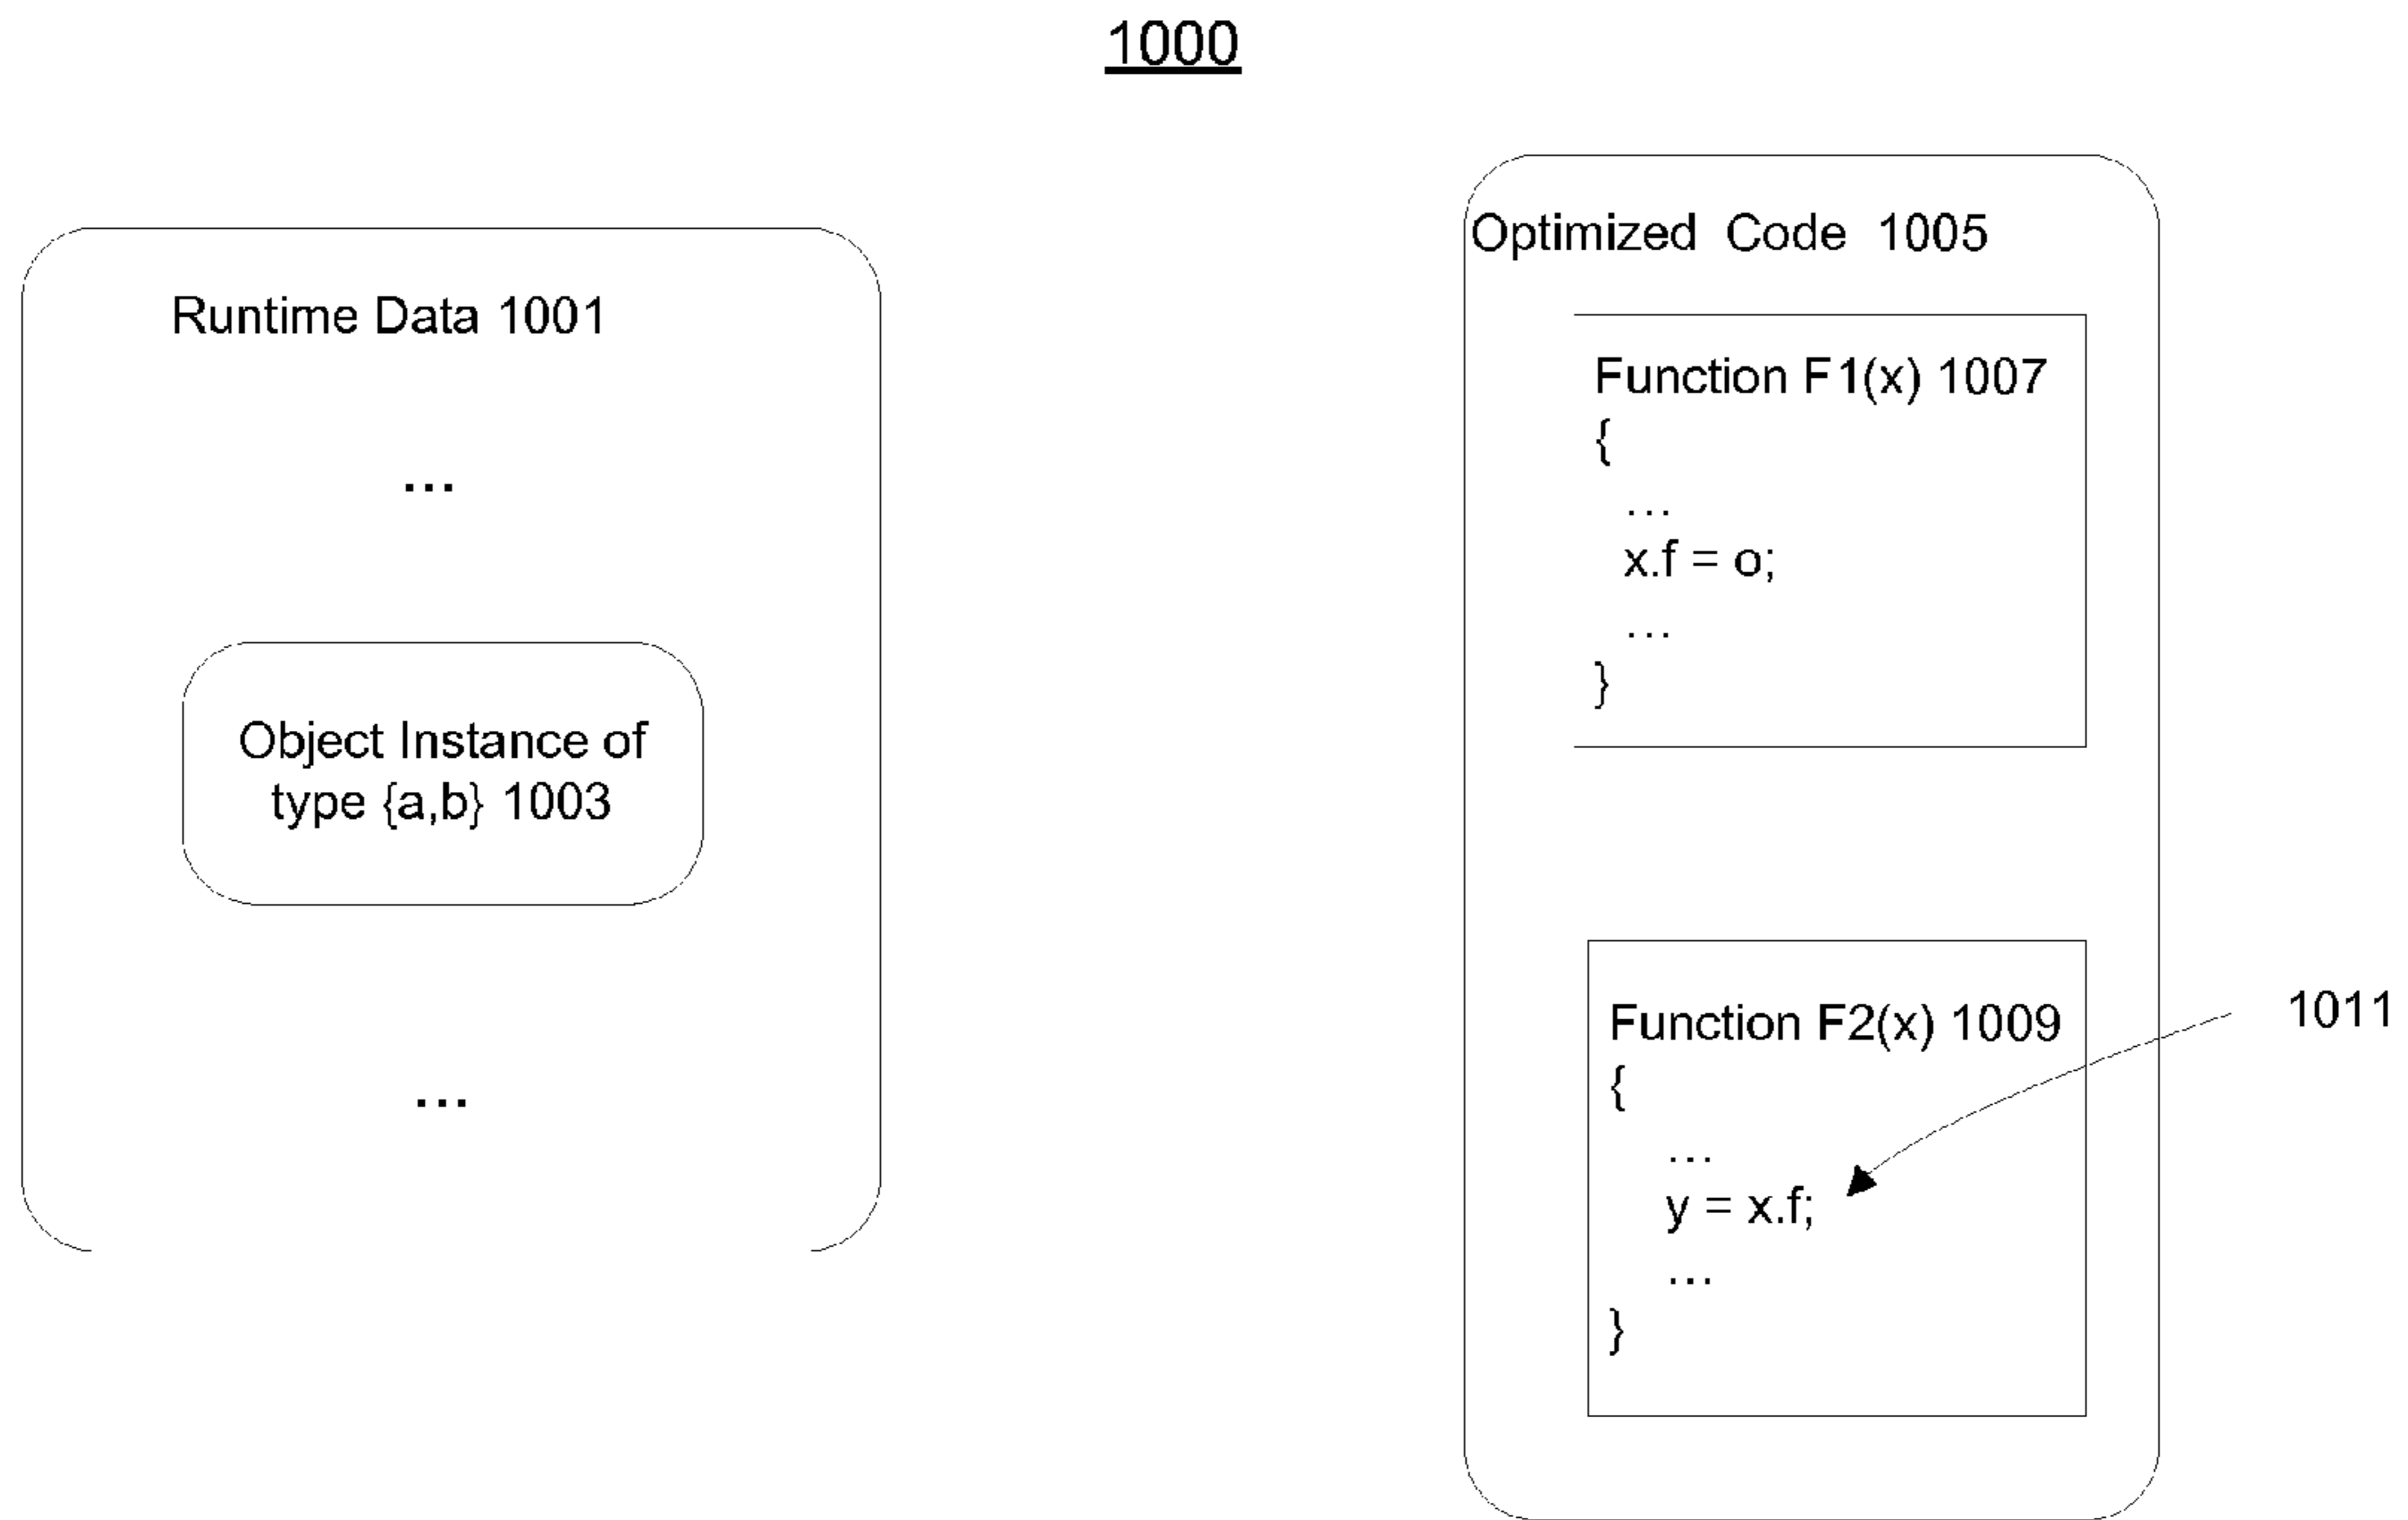 1000
Runtime Data 1001
...
Object Instance of
type {a,b} 1003
...
Optimized Code 1005
Function F1(x) 1007
{
...
x.f = o;
...
}
Function F2(x) 1009
{
...
y = x.f;
...
}
1011